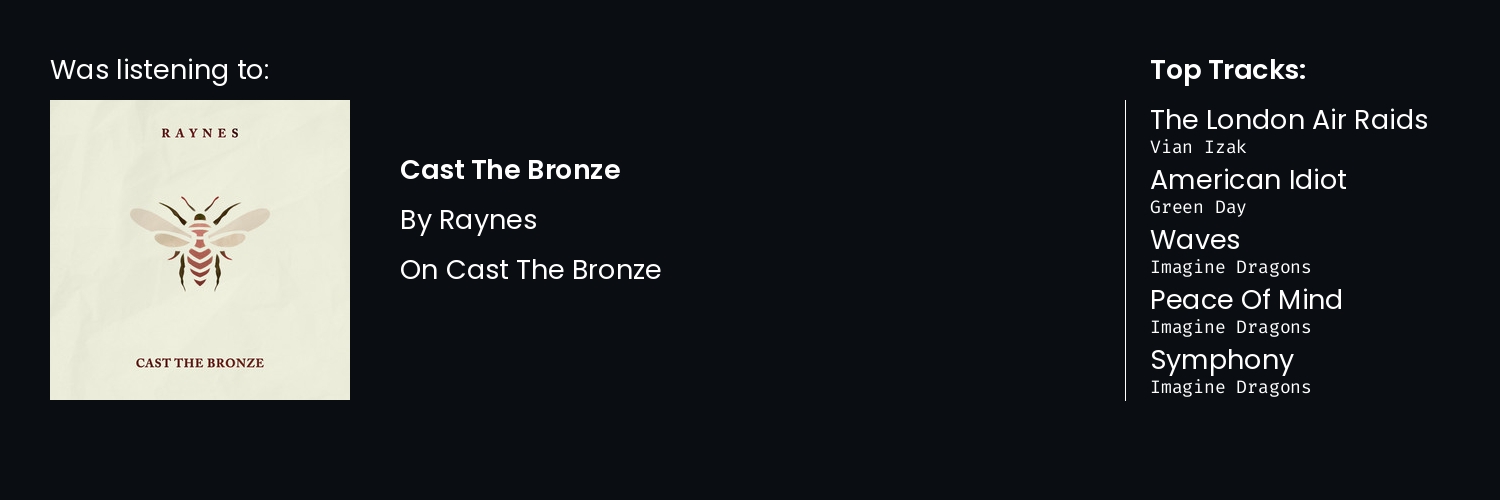 Was listening to:
RAYNES
CAST THE BRONZE
Cast The Bronze
By Raynes
On Cast The Bronze
Top Tracks:
The London Air Raids
Vian Izak
American Idiot
Green Day
Waves
Imagine Dragons
Peace Of Mind
Imagine Dragons
Symphony
Imagine Dragons